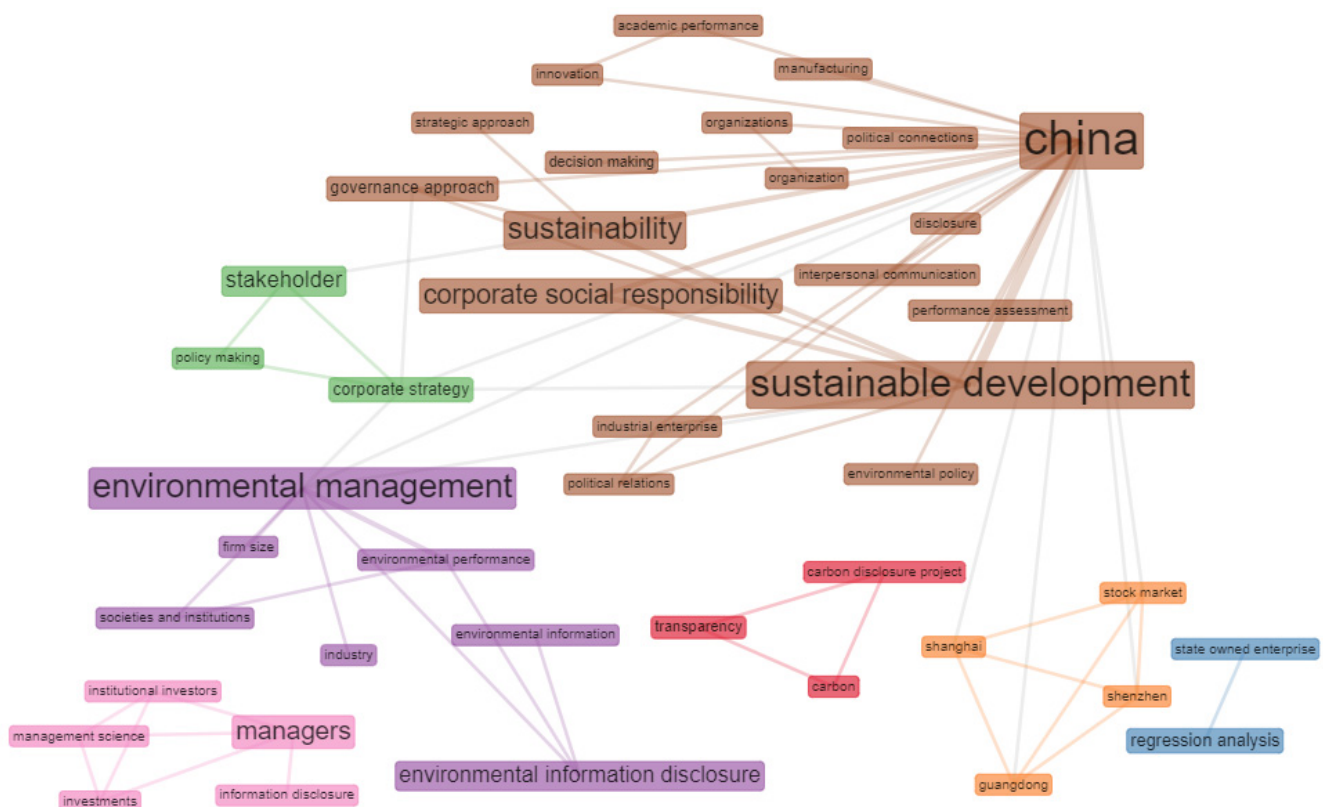 academic performance
innovation
manufacturing
strategic approach
organizations
political connections
china
decision making
organization
governance approach
sustainability
disclosure
stakeholder
interpersonal communication
corporate social responsibility
performance assessment
policy making
corporate strategy
sustainable development
industrial enterprise
environmental management
political relations
environmental policy
firm size
environmental performance
carbon disclosure project
stock market
societies and institutions
environmental information
transparency
shanghai
state owned enterprise
industry
carbon
institutional investors
shenzhen
management science
managers
regression analysis
environmental information disclosure
guangdong
investments
information disclosure